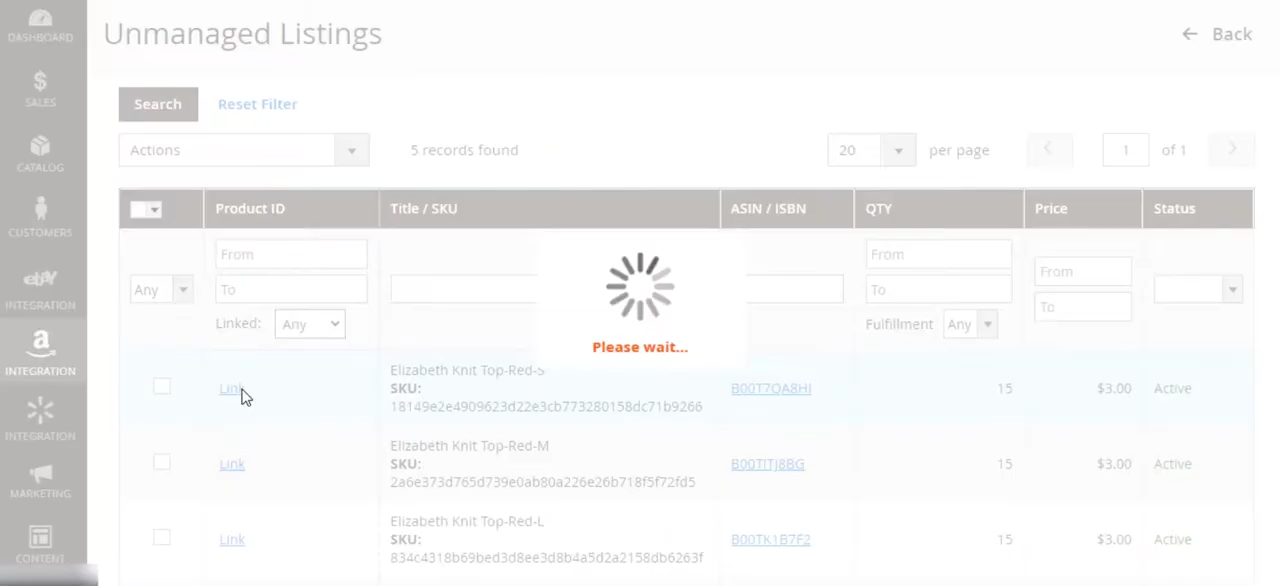 Unmanaged Listings
Back
DASHBOARD
SALES
CATALOG
CUSTOMERS
ebay
INTEGRATION
a
INTEGRATION
INTEGRATION
MARKETING
CONTENT
Search Reset Filter
Actions 5 records found 20 per page 1 of 1
Product ID Title / SKU ASIN / ISBN QTY Price Status
From From
From
Any To To
To
Linked: Any Fulfillment Any
Please wait...
Elizabeth Knit Top-Red-S
Link SKU: B00T7QA8HI 15 $3.00 Active
18149e2e4909623d22e3cb773280158dc71b9266
Elizabeth Knit Top-Red-M
Link SKU: B00TITJ8BG 15 $3.00 Active
2a6e373d765d739e0ab80a226e26b718f5f72fd5
Elizabeth Knit Top-Red-L
Link SKU: B00TK1B7F2 15 $3.00 Active
834c4318b69bed3d8ee3d8b4a5d2a2158db6263f